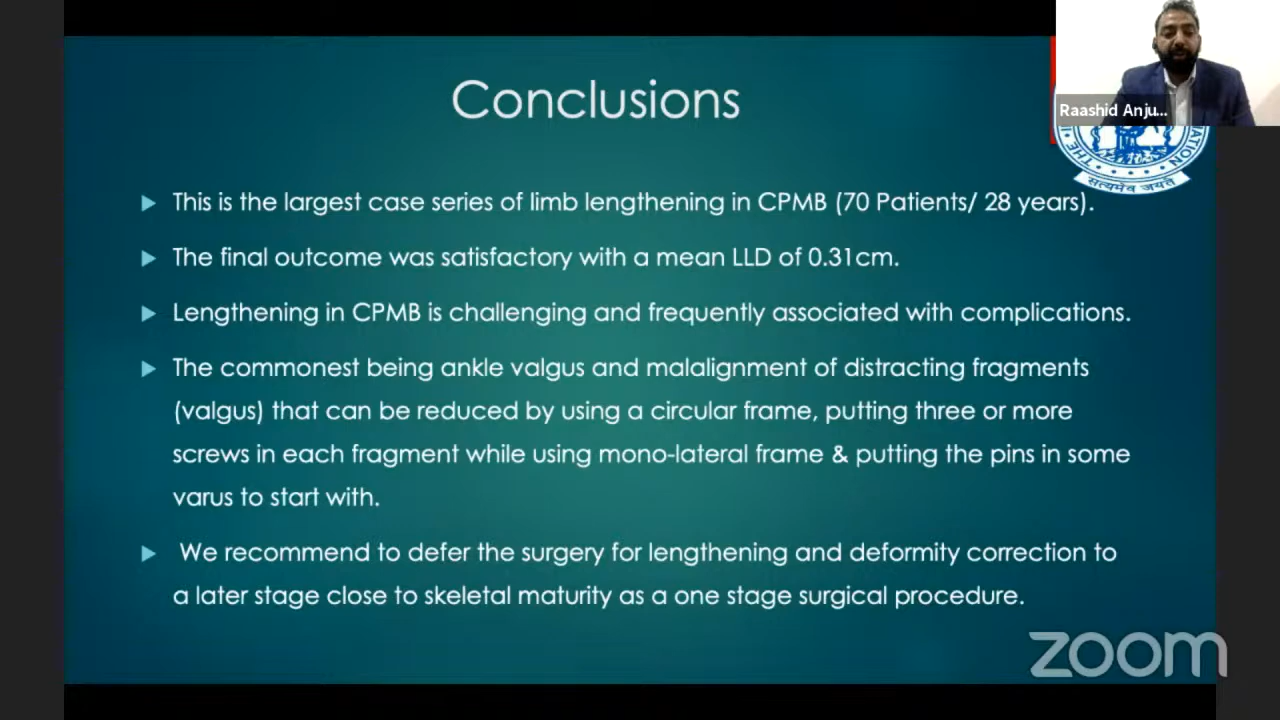 Conclusions
This is the largest case series of limb lengthening in CPMB (70 Patients/ 28 years).
The final outcome was satisfactory with a mean LLD of 0.31cm.
Lengthening in CPMB is challenging and frequently associated with complications.
The commonest being ankle valgus and malalignment of distracting fragments
(valgus) that can be reduced by using a circular frame, putting three or more
screws in each fragment while using mono-lateral frame & putting the pins in some
varus to start with.
We recommend to defer the surgery for lengthening and deformity correction to
a later stage close to skeletal maturity as a one stage surgical procedure.
Raashid Anju...
सत्यमेव जयते
zoom